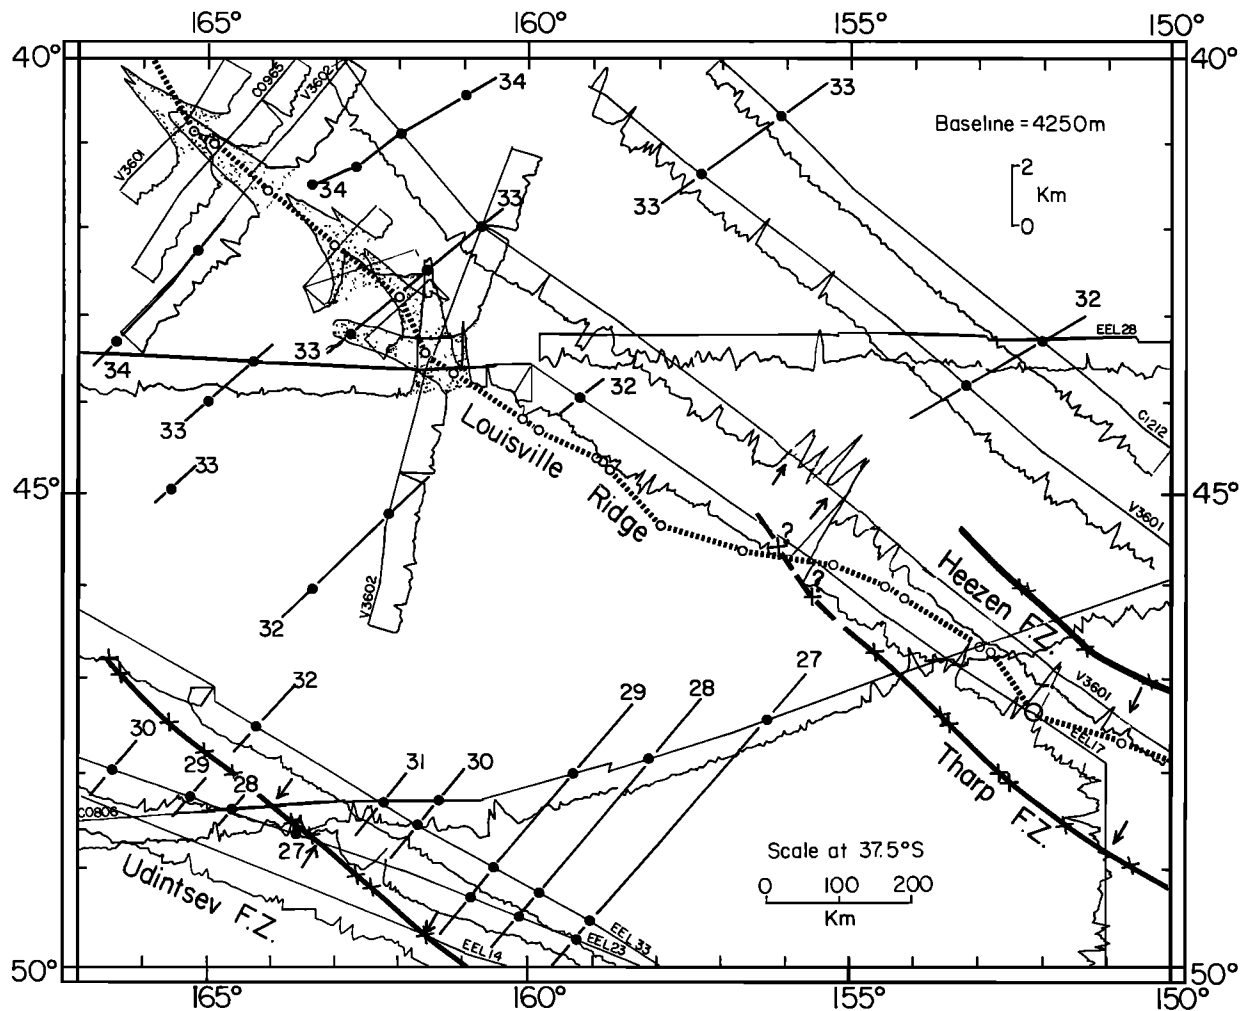 165° 160° 155° 150°
40° 40°
34
33
C0965
V3602
Baseline = 4250m
V3601
2
Km
0
34
33
33
32
EEL28
33
34
32
33
Louisville
Ridge
C1212
33
45° 45°
V3601
?
?
Heezen F.Z.
V3602
32
27
29
28
V3601
32
EEL17
30
29
28
31
30
Tharp F.Z.
C0806
27
Udintsev F.Z.
Scale at 37.5°S
0 100 200
Km
EEL33
EEL23
EEL14
50° 50°
165° 160° 155° 150°